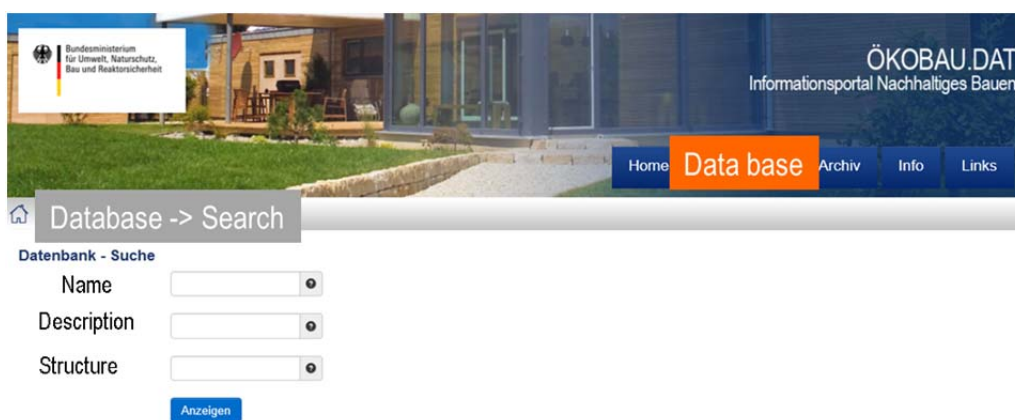 Bundesministerium
für Umwelt, Naturschutz,
Bau und Reaktorsicherheit
ÖKOBAU.DAT
Informationsportal Nachhaltiges Bauen
Home Data base Archiv Info Links
Database -> Search
Datenbank - Suche
Name
Description
Structure
Anzeigen